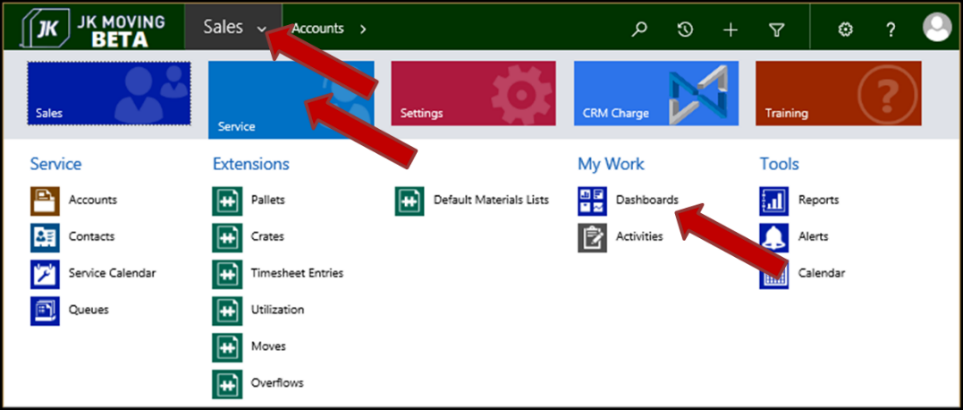 JK
JK MOVING
BETA
Sales
Accounts
?
Sales
Service
Settings
CRM Charge
Training
?
Service
Accounts
Contacts
Service Calendar
Queues
Extensions
Pallets
Crates
Timesheet Entries
Utilization
Moves
Overflows
Default Materials Lists
My Work
Dashboards
Activities
Tools
Reports
Alerts
Calendar